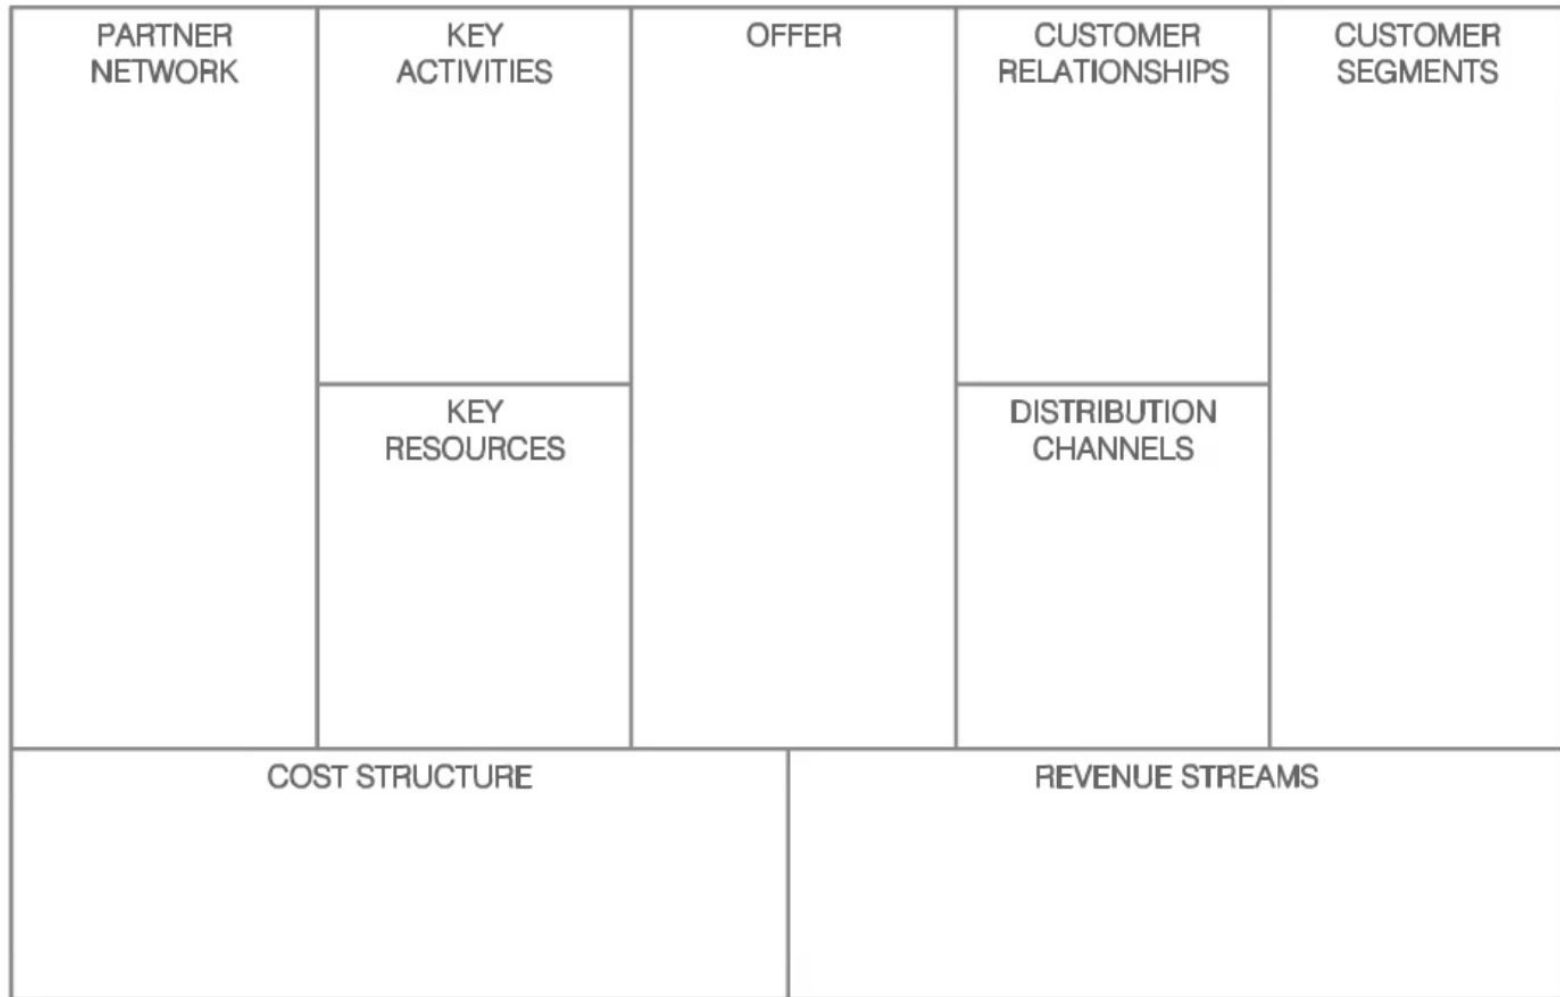 PARTNER
NETWORK
KEY
ACTIVITIES
KEY
RESOURCES
OFFER
CUSTOMER
RELATIONSHIPS
DISTRIBUTION
CHANNELS
CUSTOMER
SEGMENTS
COST STRUCTURE
REVENUE STREAMS